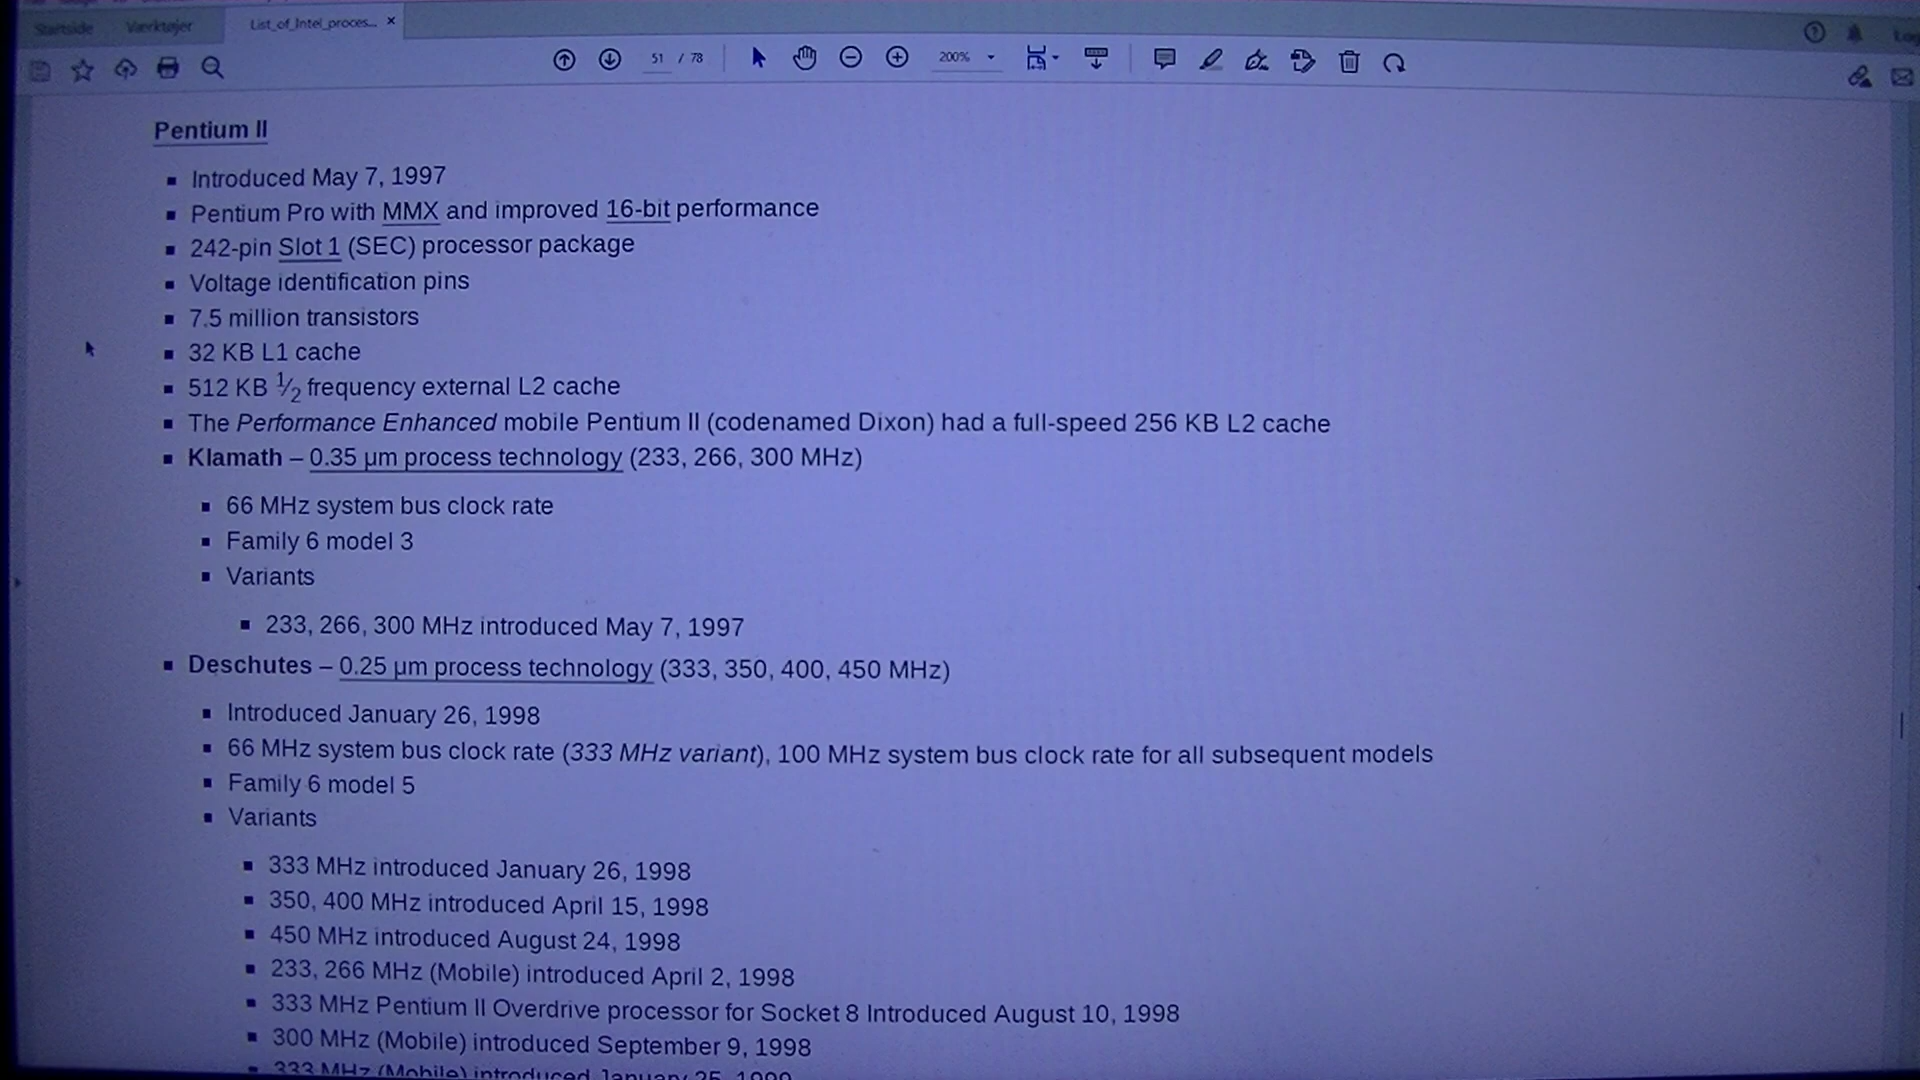 Startside Værktøjer List_of_Intel_proces... ×
51 / 78 200%
Pentium II
▪ Introduced May 7, 1997
▪ Pentium Pro with MMX and improved 16-bit performance
▪ 242-pin Slot 1 (SEC) processor package
▪ Voltage identification pins
▪ 7.5 million transistors
▪ 32 KB L1 cache
▪ 512 KB 1⁄2 frequency external L2 cache
▪ The Performance Enhanced mobile Pentium II (codenamed Dixon) had a full-speed 256 KB L2 cache
▪ Klamath – 0.35 µm process technology (233, 266, 300 MHz)
▪ 66 MHz system bus clock rate
▪ Family 6 model 3
▪ Variants
▪ 233, 266, 300 MHz introduced May 7, 1997
▪ Deschutes – 0.25 µm process technology (333, 350, 400, 450 MHz)
▪ Introduced January 26, 1998
▪ 66 MHz system bus clock rate (333 MHz variant), 100 MHz system bus clock rate for all subsequent models
▪ Family 6 model 5
▪ Variants
▪ 333 MHz introduced January 26, 1998
▪ 350, 400 MHz introduced April 15, 1998
▪ 450 MHz introduced August 24, 1998
▪ 233, 266 MHz (Mobile) introduced April 2, 1998
▪ 333 MHz Pentium II Overdrive processor for Socket 8 Introduced August 10, 1998
▪ 300 MHz (Mobile) introduced September 9, 1998
▪ 333 MHz (Mobile) introduced January 25, 1999